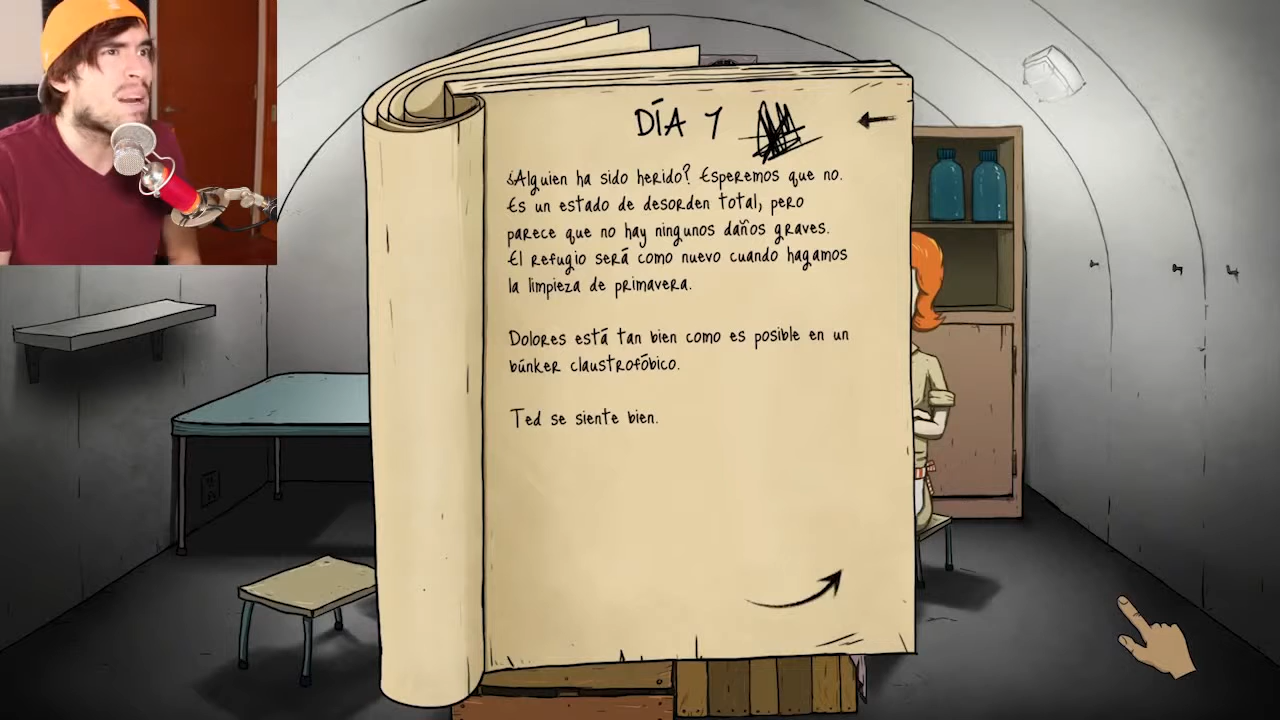 DÍA 7
¿Alguien ha sido herido? Esperemos que no.
Es un estado de desorden total, pero
parece que no hay ningunos daños graves.
El refugio será como nuevo cuando hagamos
la limpieza de primavera.
Dolores está tan bien como es posible en un
búnker claustrofóbico.
Ted se siente bien.